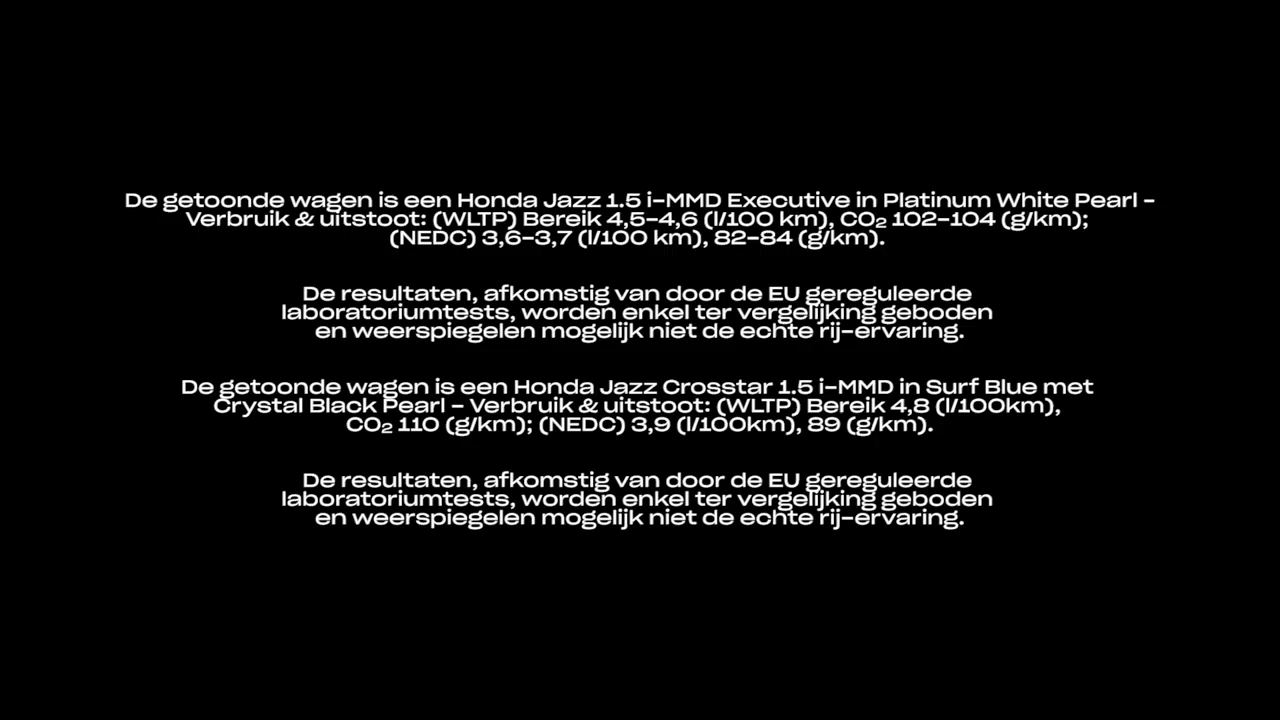 De getoonde wagen is een Honda Jazz 1.5 i-MMD Executive in Platinum White Pearl -
Verbruik & uitstoot: (WLTP) Bereik 4,5-4,6 (l/100 km), CO₂ 102-104 (g/km);
(NEDC) 3,6-3,7 (l/100 km), 82-84 (g/km).
De resultaten, afkomstig van door de EU gereguleerde
laboratoriumtests, worden enkel ter vergelijking geboden
en weerspiegelen mogelijk niet de echte rij-ervaring.
De getoonde wagen is een Honda Jazz Crosstar 1.5 i-MMD in Surf Blue met
Crystal Black Pearl - Verbruik & uitstoot: (WLTP) Bereik 4,8 (l/100km),
CO₂ 110 (g/km); (NEDC) 3,9 (l/100km), 89 (g/km).
De resultaten, afkomstig van door de EU gereguleerde
laboratoriumtests, worden enkel ter vergelijking geboden
en weerspiegelen mogelijk niet de echte rij-ervaring.